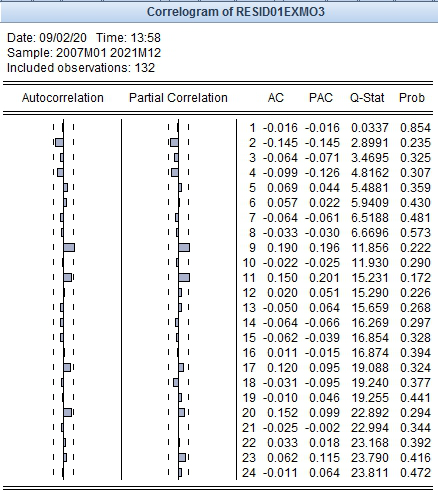 Correlogram of RESID01EXMO3
Date: 09/02/20 Time: 13:58
Sample: 2007M01 2021M12
Included observations: 132
Autocorrelation Partial Correlation AC PAC Q-Stat Prob
1 -0.016 -0.016 0.0337 0.854
2 -0.145 -0.145 2.8991 0.235
3 -0.064 -0.071 3.4695 0.325
4 -0.099 -0.126 4.8162 0.307
5 0.069 0.044 5.4881 0.359
6 0.057 0.022 5.9409 0.430
7 -0.064 -0.061 6.5188 0.481
8 -0.033 -0.030 6.6696 0.573
9 0.190 0.196 11.856 0.222
10 -0.022 -0.025 11.930 0.290
11 0.150 0.201 15.231 0.172
12 0.020 0.051 15.290 0.226
13 -0.050 0.064 15.659 0.268
14 -0.064 -0.066 16.269 0.297
15 -0.062 -0.039 16.854 0.328
16 0.011 -0.015 16.874 0.394
17 0.120 0.095 19.088 0.324
18 -0.031 -0.095 19.240 0.377
19 -0.010 0.046 19.255 0.441
20 0.152 0.099 22.892 0.294
21 -0.025 -0.002 22.994 0.344
22 0.033 0.018 23.168 0.392
23 0.062 0.115 23.790 0.416
24 -0.011 0.064 23.811 0.472